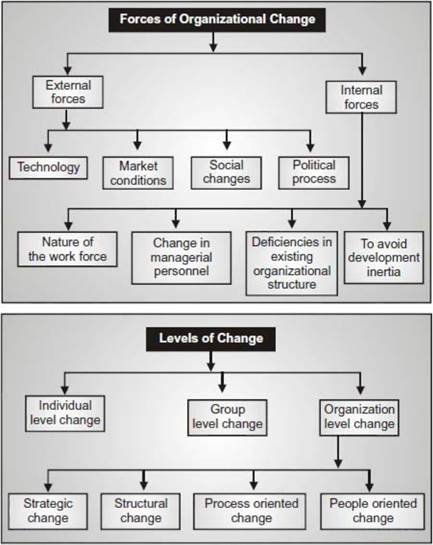 Forces of Organizational Change
External
forces
Internal
forces
Technology
Market
conditions
Social
changes
Political
process
Nature of
the work force
Change in
managerial
personnel
Deficiencies in
existing
organizational
structure
To avoid
development
inertia
Levels of Change
Individual
level change
Group
level change
Organization
level change
Strategic
change
Structural
change
Process oriented
change
People oriented
change